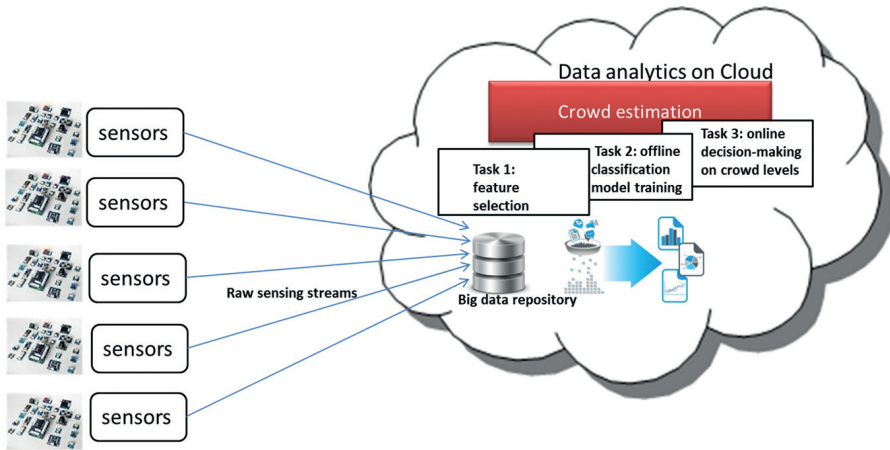 Data analytics on Cloud
Crowd estimation
Task 3: online
decision-making
on crowd levels
Task 2: offline
classification
model training
Task 1:
feature
selection
sensors
sensors
sensors
sensors
sensors
Raw sensing streams
Big data repository